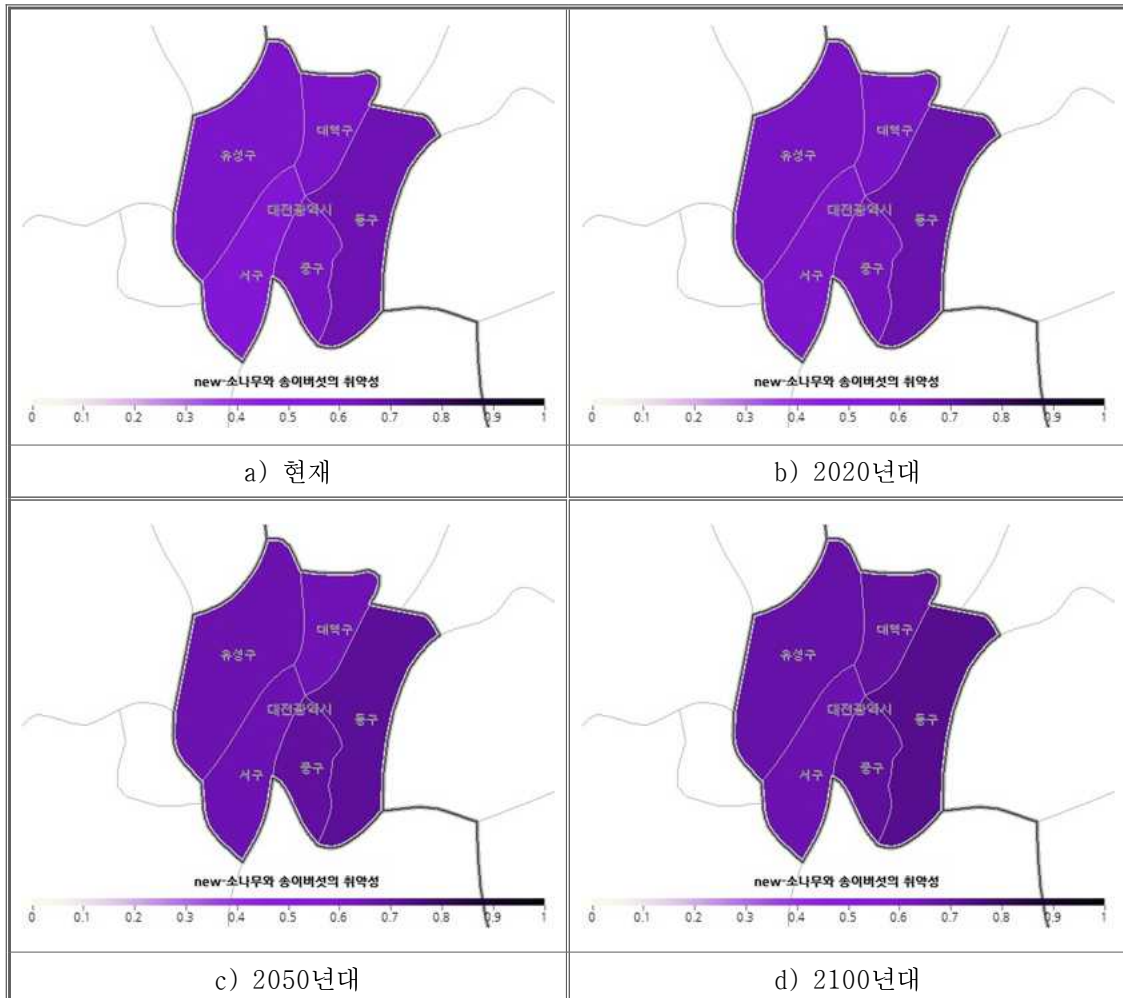 대덕구
유성구
대전광역시
동구
서구
중구
new-소나무와 송이버섯의 취약성
0 0.1 0.2 0.3 0.4 0.5 0.6 0.7 0.8 0.9 1
a) 현재
대덕구
유성구
대전광역시
동구
서구
중구
new-소나무와 송이버섯의 취약성
0 0.1 0.2 0.3 0.4 0.5 0.6 0.7 0.8 0.9 1
b) 2020년대
대덕구
유성구
대전광역시
동구
서구
중구
new-소나무와 송이버섯의 취약성
0 0.1 0.2 0.3 0.4 0.5 0.6 0.7 0.8 0.9 1
c) 2050년대
대덕구
유성구
대전광역시
동구
서구
중구
new-소나무와 송이버섯의 취약성
0 0.1 0.2 0.3 0.4 0.5 0.6 0.7 0.8 0.9 1
d) 2100년대